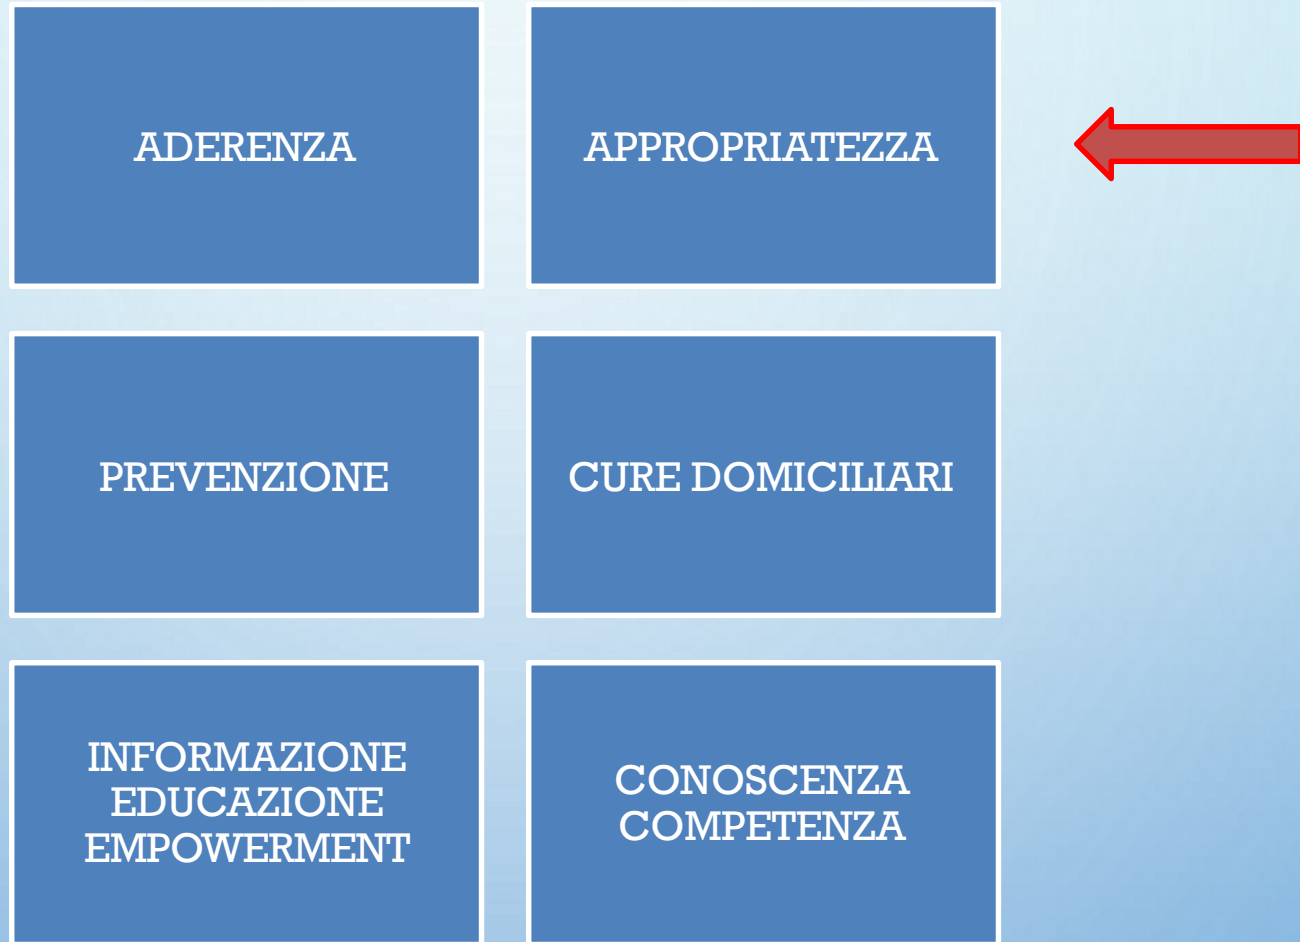 ADERENZA
APPROPRIATEZZA
PREVENZIONE
CURE DOMICILIARI
INFORMAZIONE
EDUCAZIONE
EMPOWERMENT
CONOSCENZA
COMPETENZA